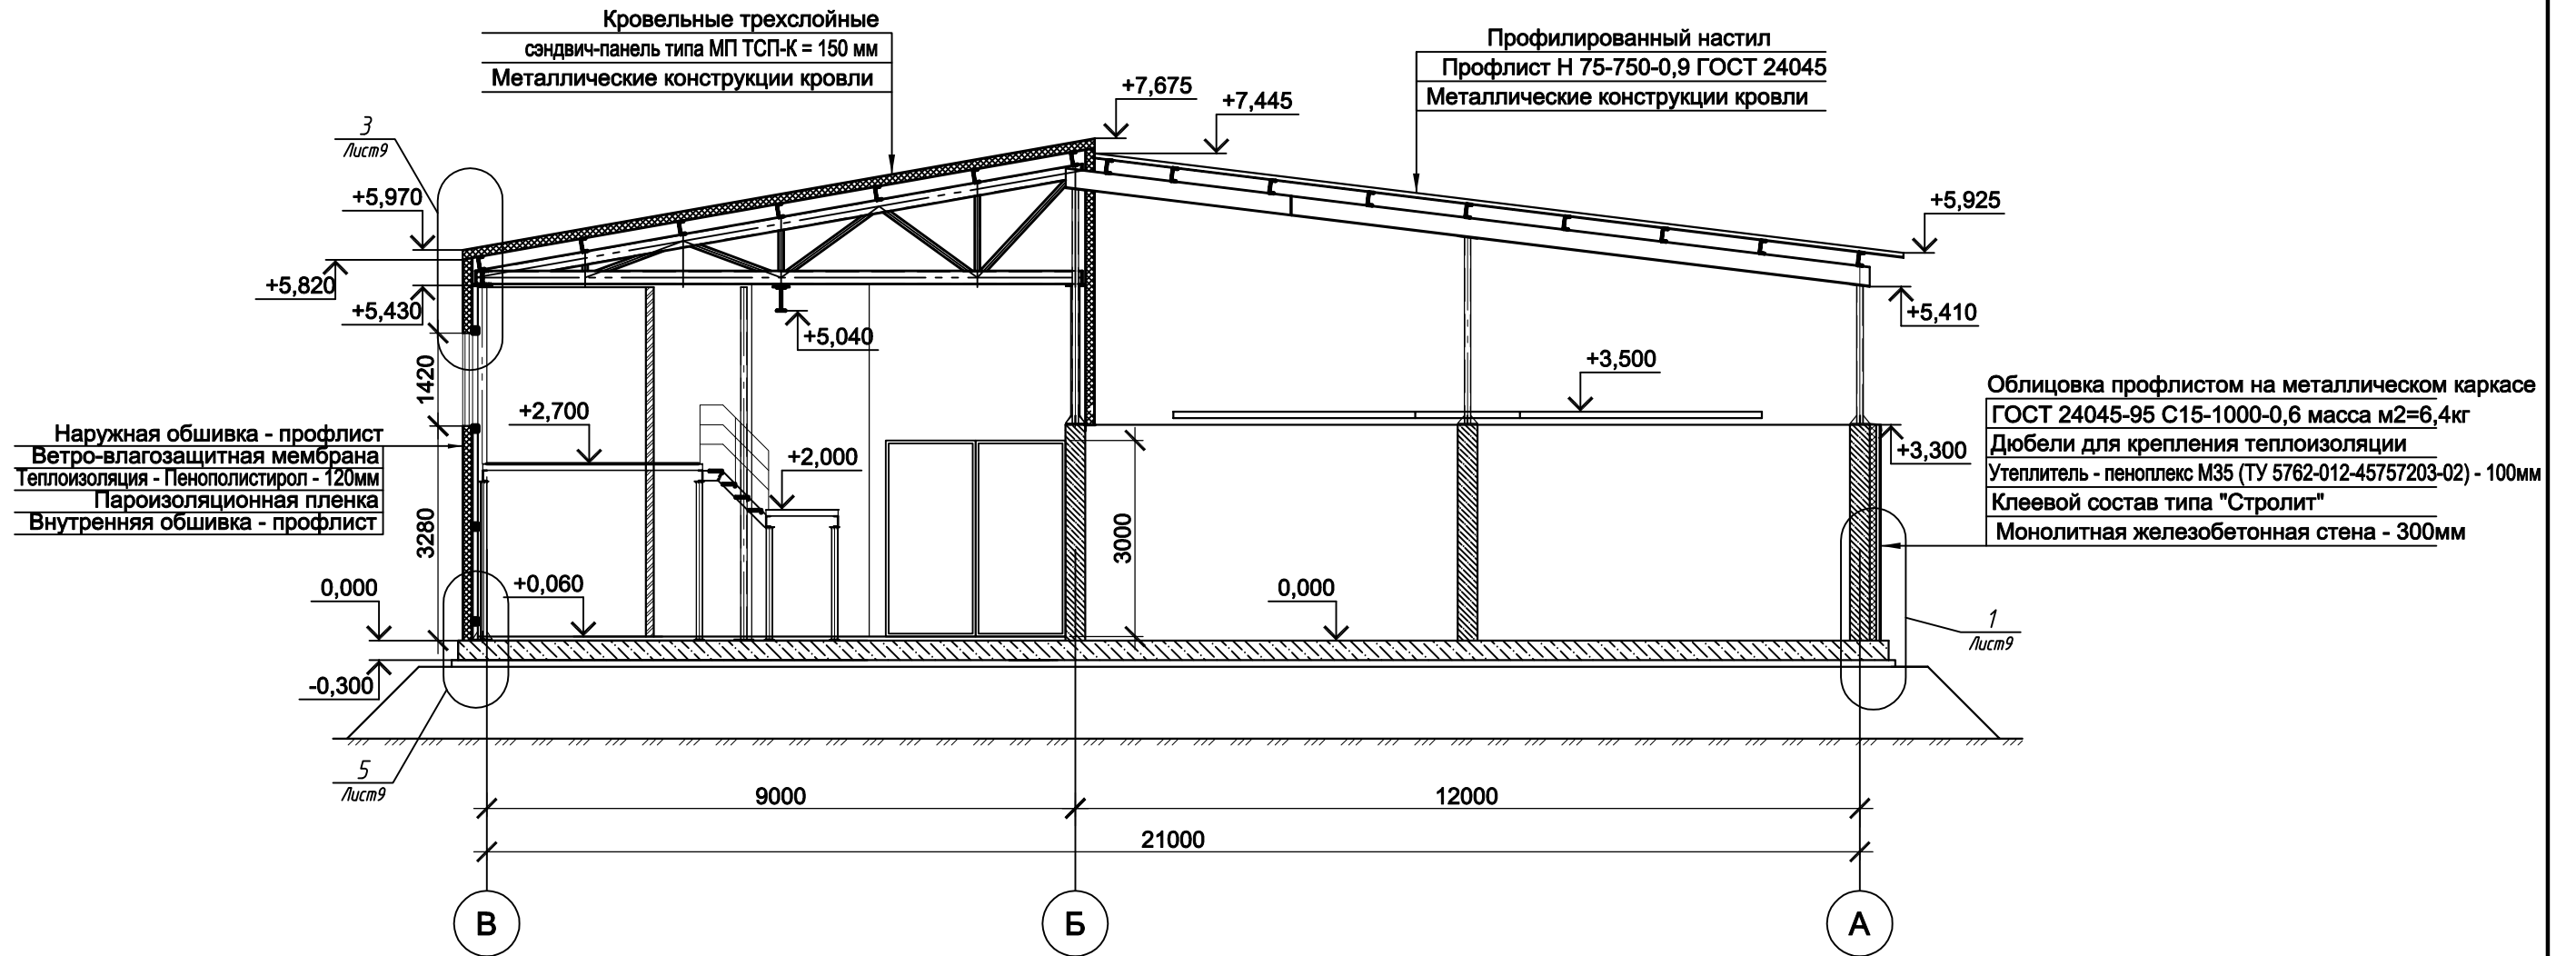 Кровельные трехслойные
сэндвич-панель типа МП ТСП-К = 150 мм
Металлические конструкции кровли
Профилированный настил
Профлист Н 75-750-0,9 ГОСТ 24045
Металлические конструкции кровли
+7,675
+7,445
3
Лист9
+5,970
+5,925
+5,820
+5,430
+5,410
+5,040
1420
+3,500
Облицовка профлистом на металлическом каркасе
ГОСТ 24045-95 С15-1000-0,6 масса м2=6,4кг
Дюбели для крепления теплоизоляции
Утеплитель - пеноплекс М35 (ТУ 5762-012-45757203-02) - 100мм
Клеевой состав типа "Стролит"
Монолитная железобетонная стена - 300мм
+2,700
Наружная обшивка - профлист
Ветро-влагозащитная мембрана
Теплоизоляция - Пенополистирол - 120мм
Пароизоляционная пленка
Внутренняя обшивка - профлист
+2,000
+3,300
3280
3000
0,000
+0,060
0,000
1
Лист9
-0,300
5
Лист9
9000
12000
21000
В
Б
А